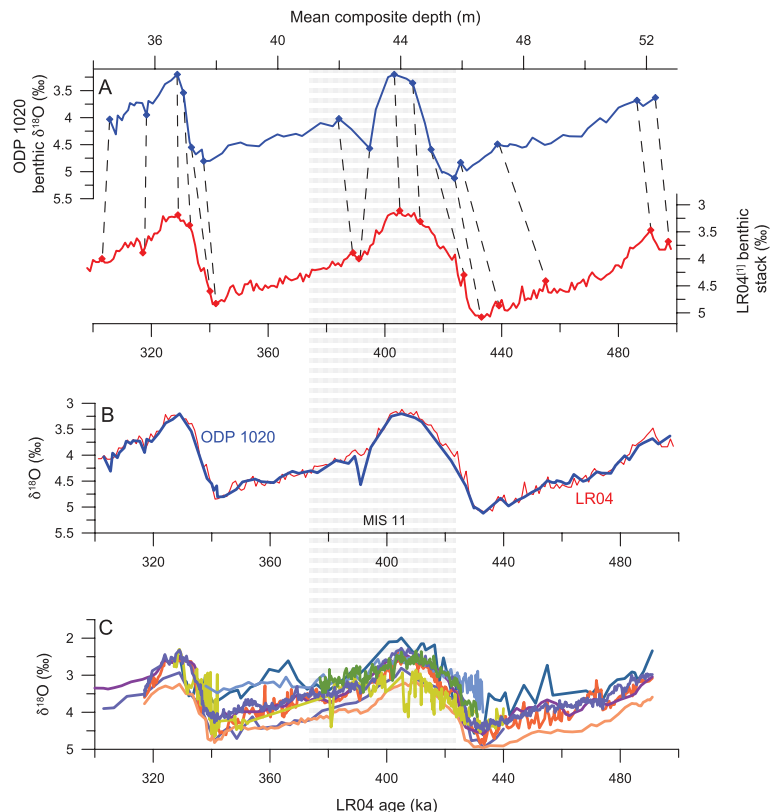 Mean composite depth (m)
36 40 44 48 52
A
ODP 1020
benthic δ18O (‰)
3.5
4
4.5
5
5.5
LR04[1] benthic
stack (‰)
3
3.5
4
4.5
5
320 360 400 440 480
B
δ18O (‰)
3
3.5
4
4.5
5
5.5
ODP 1020
LR04
MIS 11
320 360 400 440 480
C
δ18O (‰)
2
3
4
5
320 360 400 440 480
LR04 age (ka)